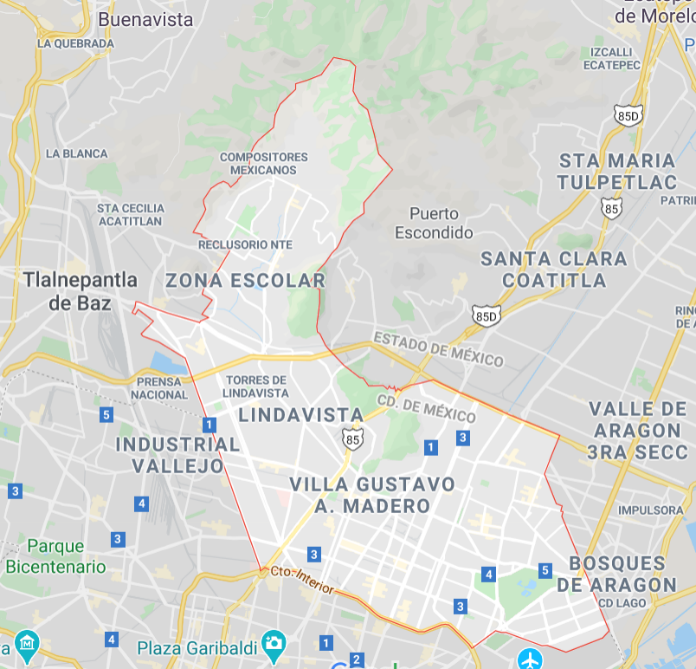 Buenavista
LA QUEBRADA
de Morelo
IZCALLI
ECATEPEC
85D
LA BLANCA
COMPOSITORES
MEXICANOS
STA MARIA
TULPETLAC
85
STA CECILIA
ACATITLAN
Puerto
Escondido
RECLUSORIO NTE
SANTA CLARA
COATITLA
Tlalnepantla
de Baz
ZONA ESCOLAR
85D
ESTADO DE MÉXICO
PRENSA
NACIONAL
TORRES DE
LINDAVISTA
CD. DE MÉXICO
LINDAVISTA
VALLE DE
ARAGON
3RA SECC
5
1
85
1
3
INDUSTRIAL
VALLEJO
VILLA GUSTAVO
A. MADERO
3
4
IMPULSORA
3
Parque
Bicentenario
3
Cto. Interior
4
5
BOSQUES
DE ARAGON
CD LAGO
6
4
1
Plaza Garibaldi
2